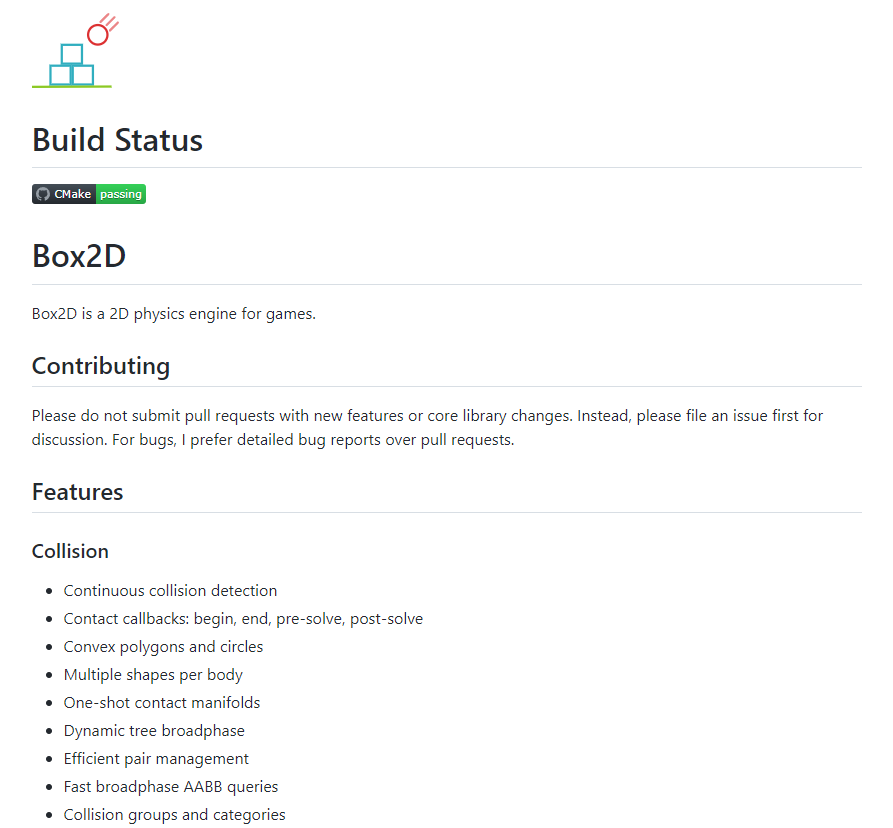 Build Status
CMake passing
Box2D
Box2D is a 2D physics engine for games.
Contributing
Please do not submit pull requests with new features or core library changes. Instead, please file an issue first for
discussion. For bugs, I prefer detailed bug reports over pull requests.
Features
Collision
• Continuous collision detection
• Contact callbacks: begin, end, pre-solve, post-solve
• Convex polygons and circles
• Multiple shapes per body
• One-shot contact manifolds
• Dynamic tree broadphase
• Efficient pair management
• Fast broadphase AABB queries
• Collision groups and categories